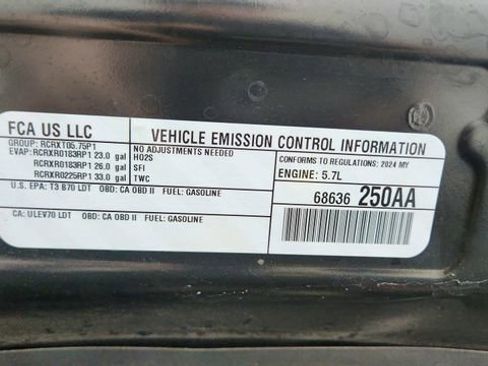 FCA US LLC
VEHICLE EMISSION CONTROL INFORMATION
GROUP: RCRXT05.75P1
EVAP: RCRXR0183RP1 23.0 gal
RCRXR0183RP1 26.0 gal
RCRXR0225RP1 33.0 gal
NO ADJUSTMENTS NEEDED
HO2S
SFI
TWC
CONFORMS TO REGULATIONS: 2024 MY
ENGINE: 5.7L
U.S. EPA: T3 B70 LDT OBD: CA OBD II FUEL: GASOLINE
CA: ULEV70 LDT OBD: CA OBD II FUEL: GASOLINE
68636 250AA